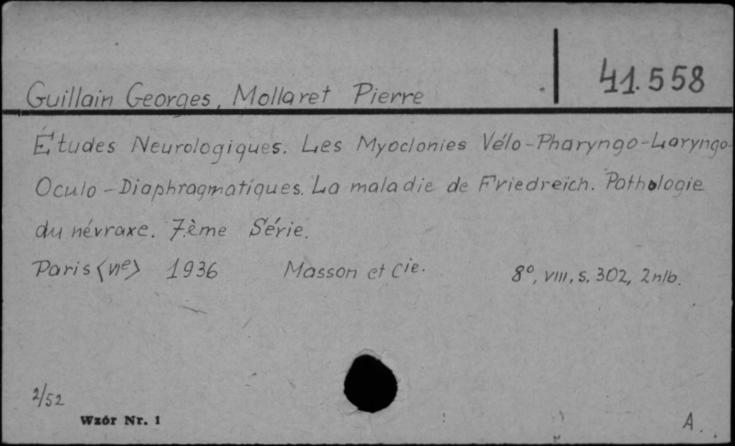 41.558
Guillain Georges, Mollaret Pierre
Études Neurologiques. Les Myoclonies Vélo-Pharyngo-Laryngo-
Oculo-Diaphragmatiques. La maladie de Friedreich. Pathologie
du névraxe. 7ème Série.
Paris <VIe> 1936 Masson et Cie. 8°, VIII, s. 302, 2nlb.
2/52
Wzór Nr. 1
A.